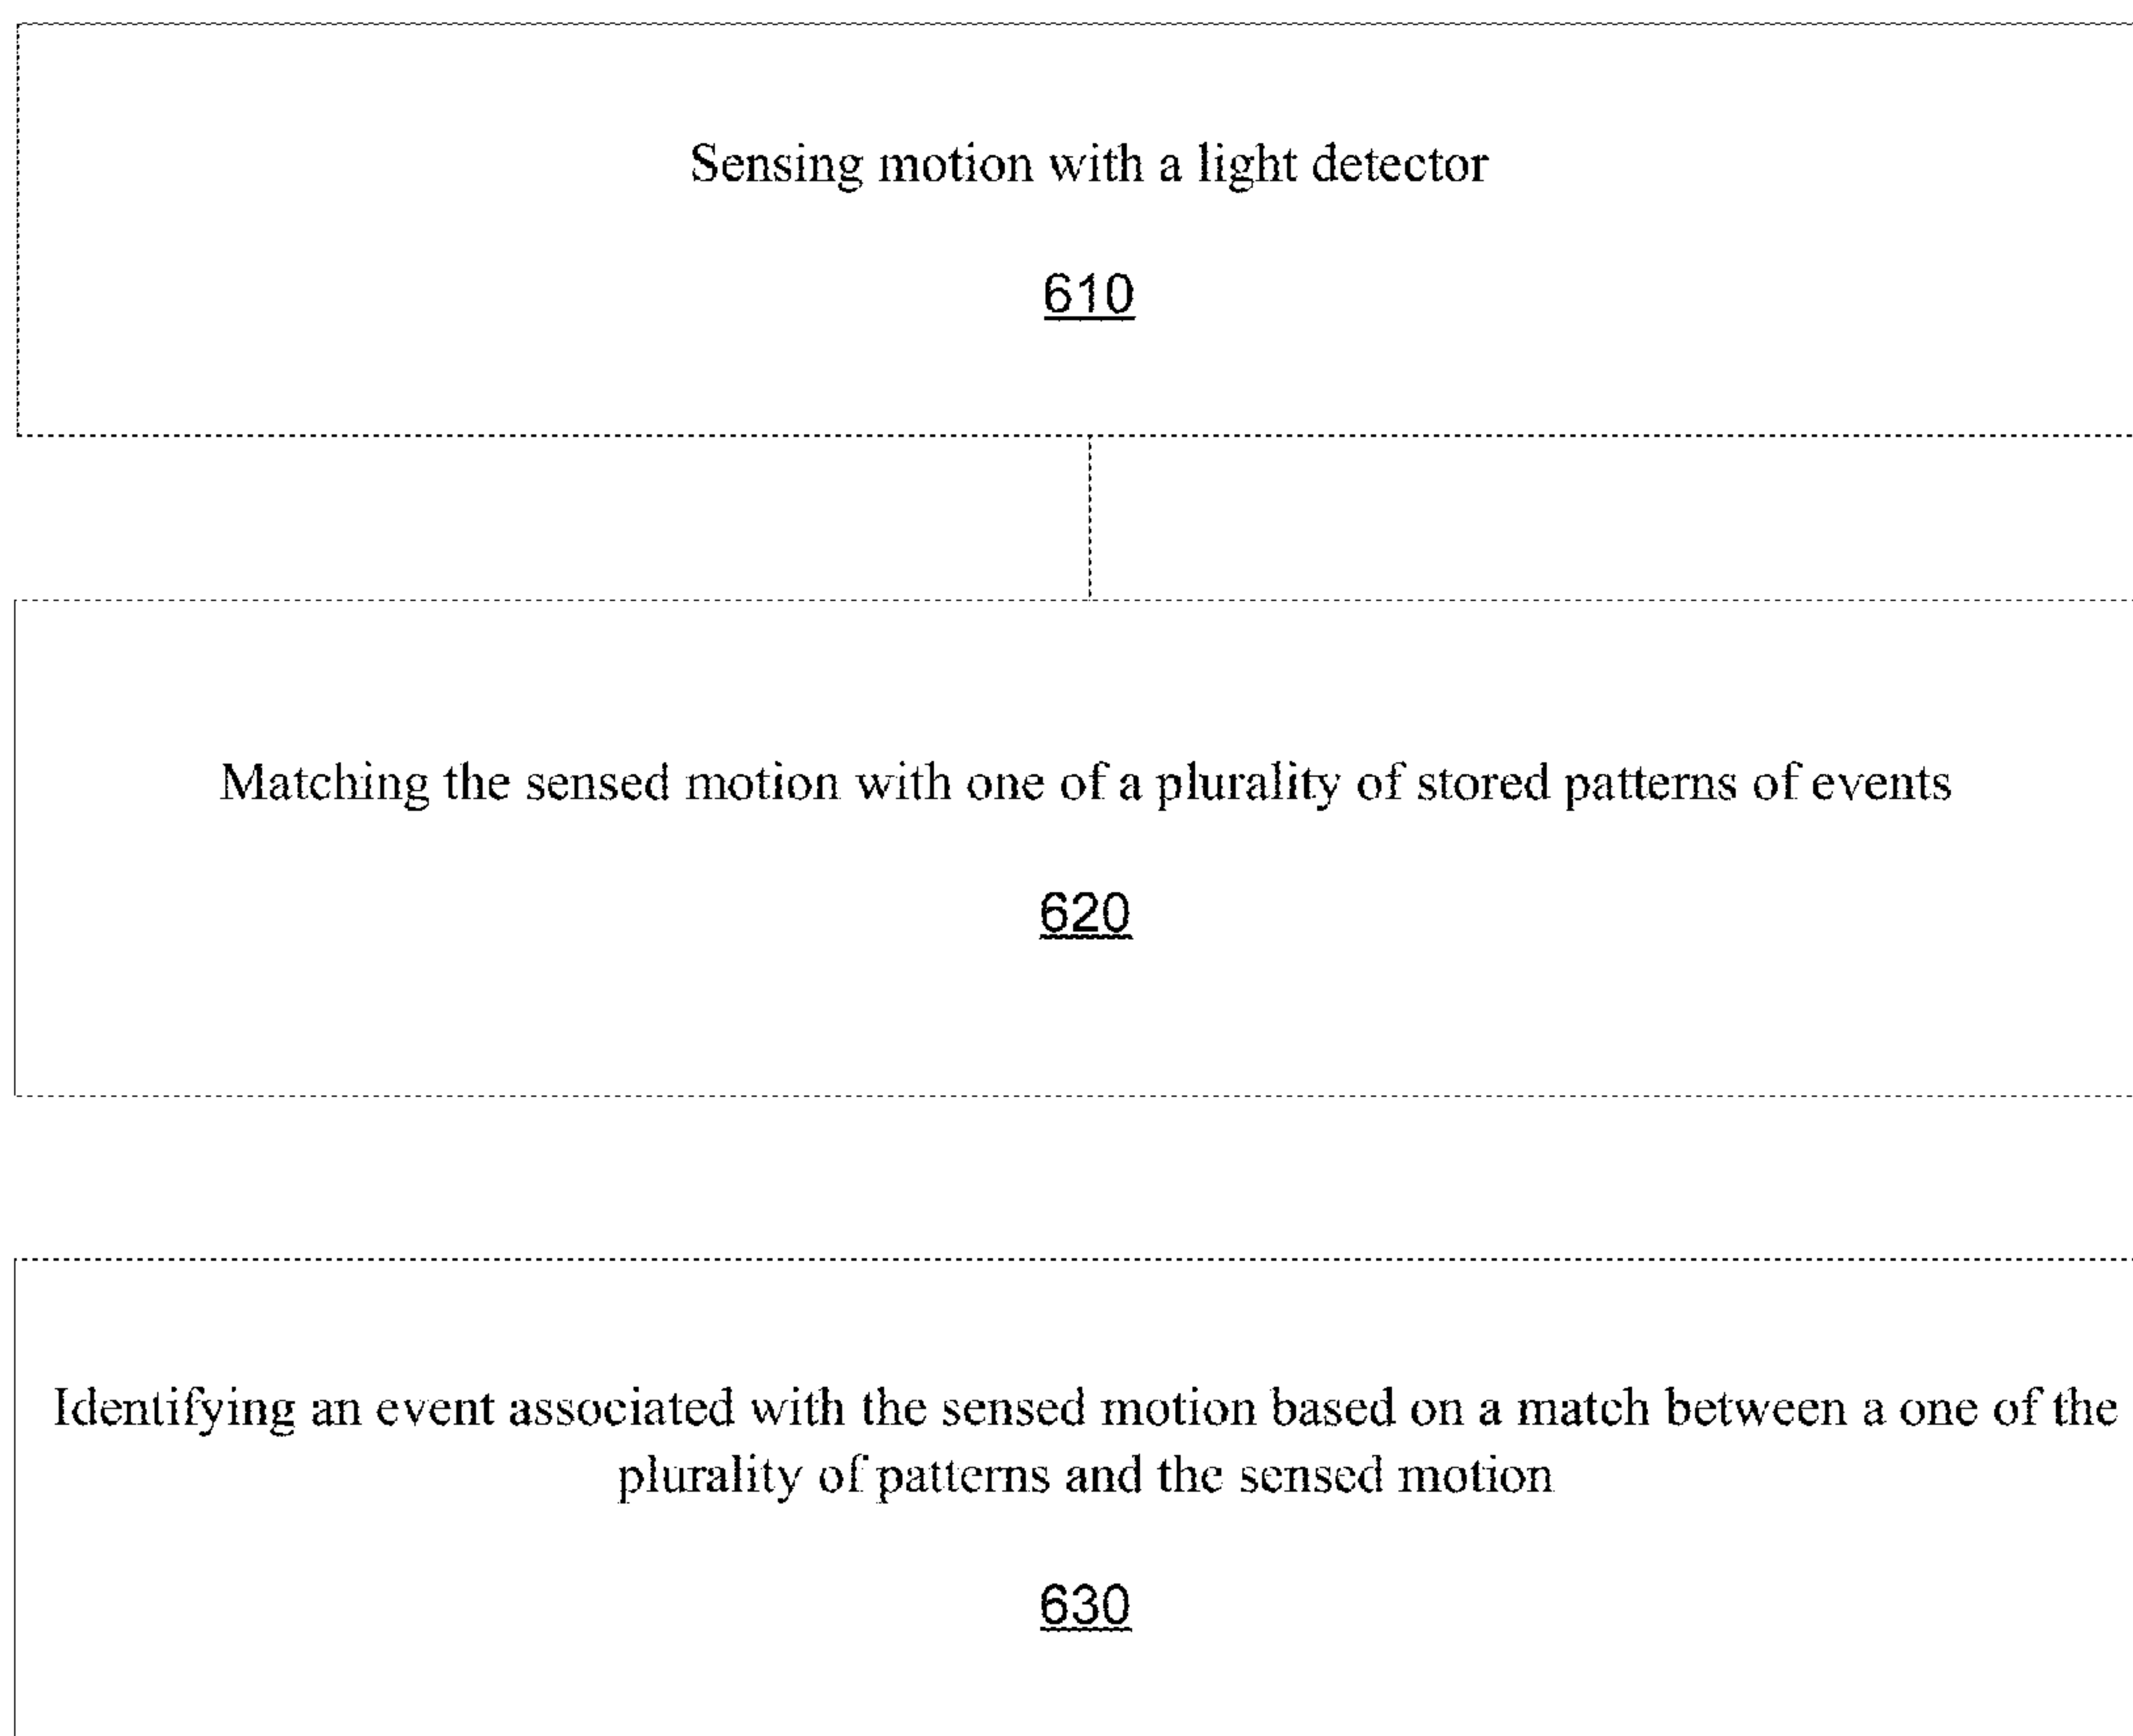 Sensing motion with a light detector
610
Matching the sensed motion with one of a plurality of stored patterns of events
620
Identifying an event associated with the sensed motion based on a match between a one of the
plurality of patterns and the sensed motion
630